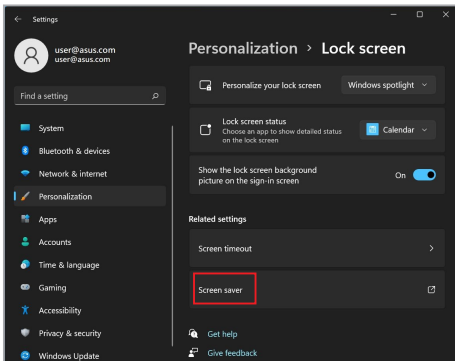 Settings
user@asus.com
user@asus.com
Find a setting
System
Bluetooth & devices
Network & internet
Personalization
Apps
Accounts
Time & language
Gaming
Accessibility
Privacy & security
Windows Update
Personalization > Lock screen
Personalize your lock screen
Windows spotlight
Lock screen status
Choose an app to show detailed status
on the lock screen
Calendar
Show the lock screen background
picture on the sign-in screen
On
Related settings
Screen timeout
Screen saver
Get help
Give feedback